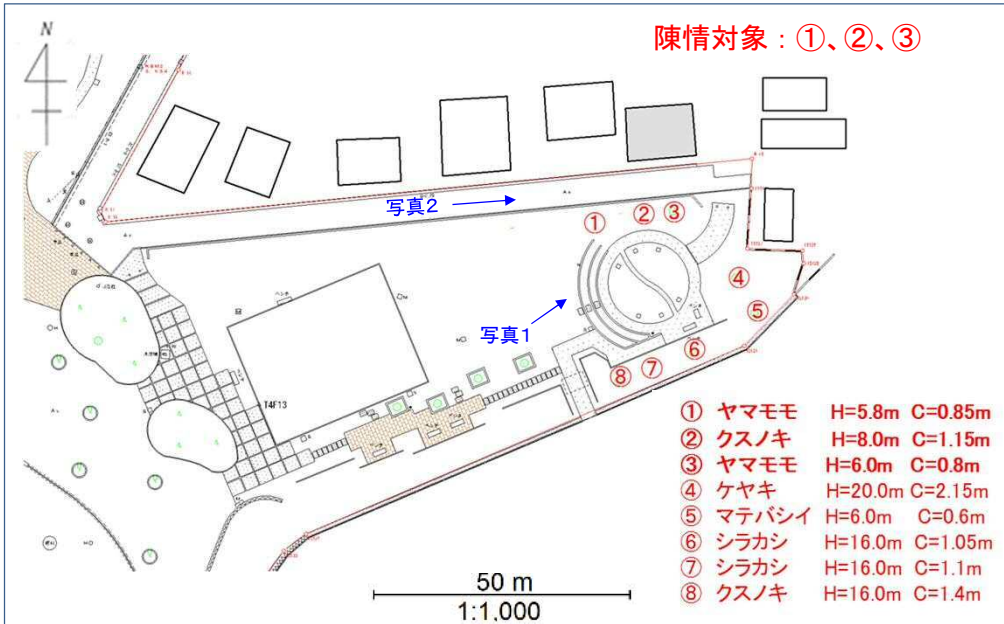 N
陳情対象：①、②、③
写真2
①
②
③
写真1
④
⑤
⑥
⑦
⑧
T4F13
① ヤマモモ H=5.8m C=0.85m
② クスノキ H=8.0m C=1.15m
③ ヤマモモ H=6.0m C=0.8m
④ ケヤキ H=20.0m C=2.15m
⑤ マテバシイ H=6.0m C=0.6m
⑥ シラカシ H=16.0m C=1.05m
⑦ シラカシ H=16.0m C=1.1m
⑧ クスノキ H=16.0m C=1.4m
50 m
1:1,000